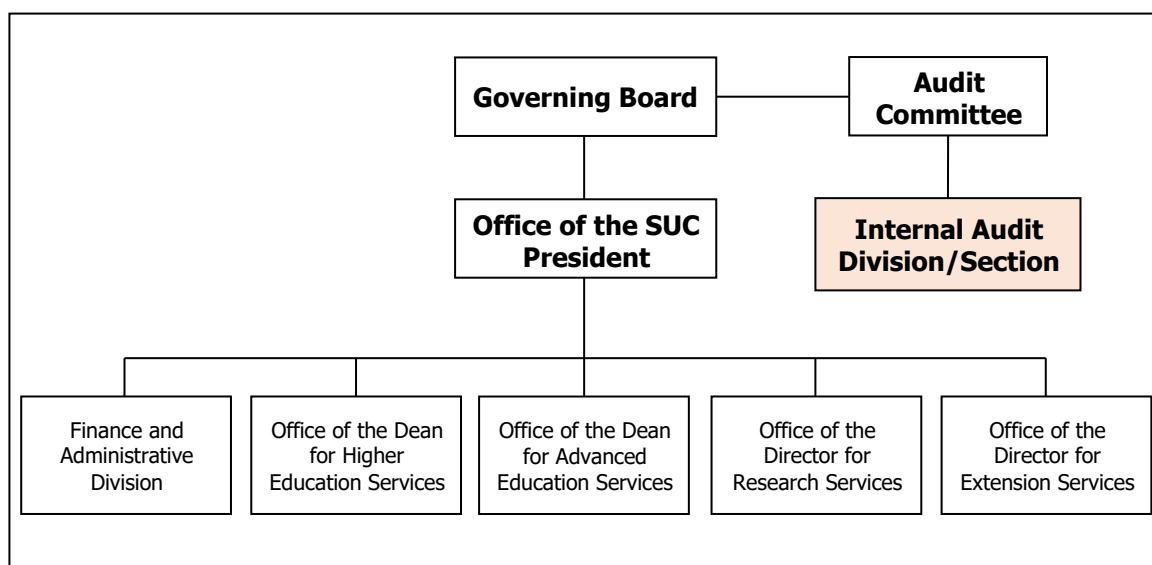 Governing Board
Audit
Committee
Office of the SUC
President
Internal Audit
Division/Section
Finance and
Administrative
Division
Office of the Dean
for Higher
Education Services
Office of the Dean
for Advanced
Education Services
Office of the
Director for
Research Services
Office of the
Director for
Extension Services